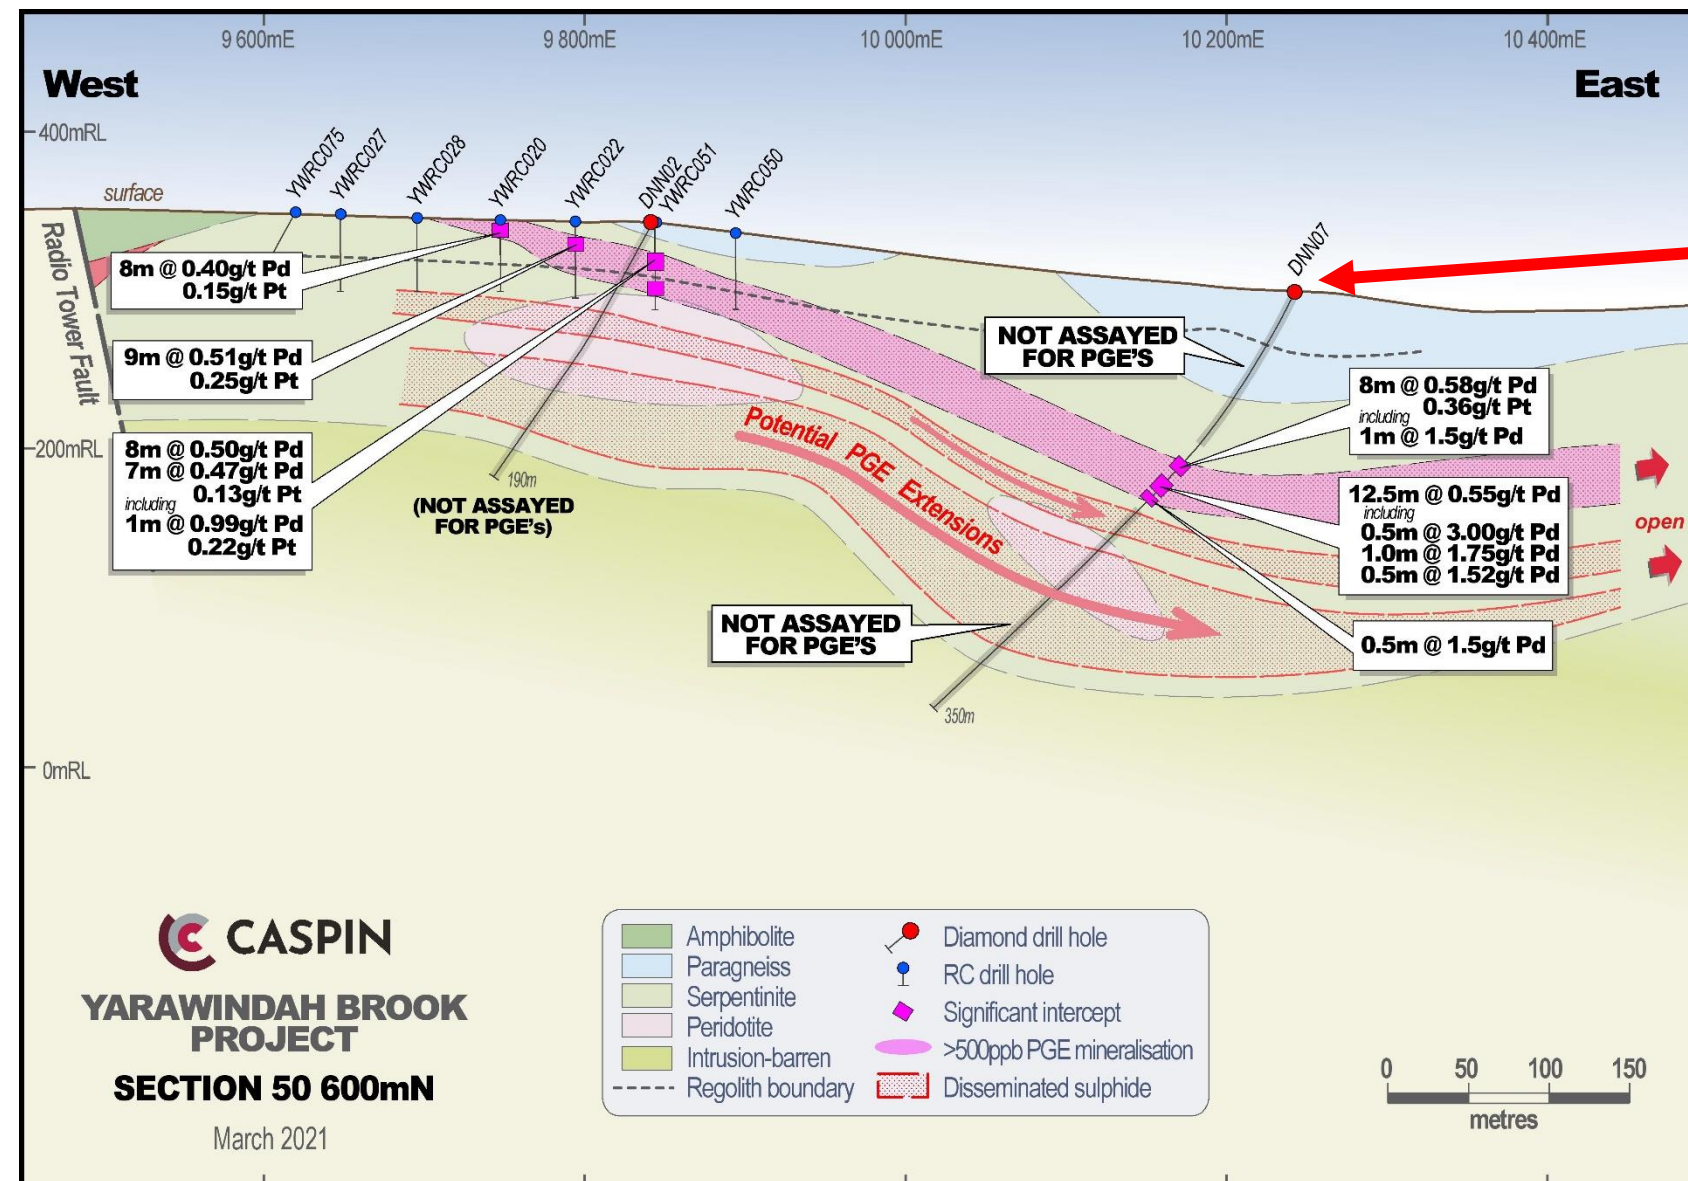 9 600mE
9 800mE
10 000mE
10 200mE
10 400mE
West
East
400mRL
surface
YWRC075
YWRC027
YWRC028
YWRC020
YWRC022
DNN02
YWRC051
YWRC050
DNN07
Radio Tower Fault
8m @ 0.40g/t Pd
0.15g/t Pt
9m @ 0.51g/t Pd
0.25g/t Pt
200mRL
8m @ 0.50g/t Pd
7m @ 0.47g/t Pd
0.13g/t Pt
including
1m @ 0.99g/t Pd
0.22g/t Pt
190m
(NOT ASSAYED
FOR PGE's)
NOT ASSAYED
FOR PGE'S
8m @ 0.58g/t Pd
0.36g/t Pt
including
1m @ 1.5g/t Pd
Potential PGE Extensions
12.5m @ 0.55g/t Pd
including
0.5m @ 3.00g/t Pd
1.0m @ 1.75g/t Pd
0.5m @ 1.52g/t Pd
open
NOT ASSAYED
FOR PGE'S
0.5m @ 1.5g/t Pd
350m
0mRL
CASPIN
YARAWINDAH BROOK
PROJECT
SECTION 50 600mN
March 2021
Amphibolite
Paragneiss
Serpentinite
Peridotite
Intrusion-barren
Regolith boundary
Diamond drill hole
RC drill hole
Significant intercept
>500ppb PGE mineralisation
Disseminated sulphide
0 50 100 150
metres